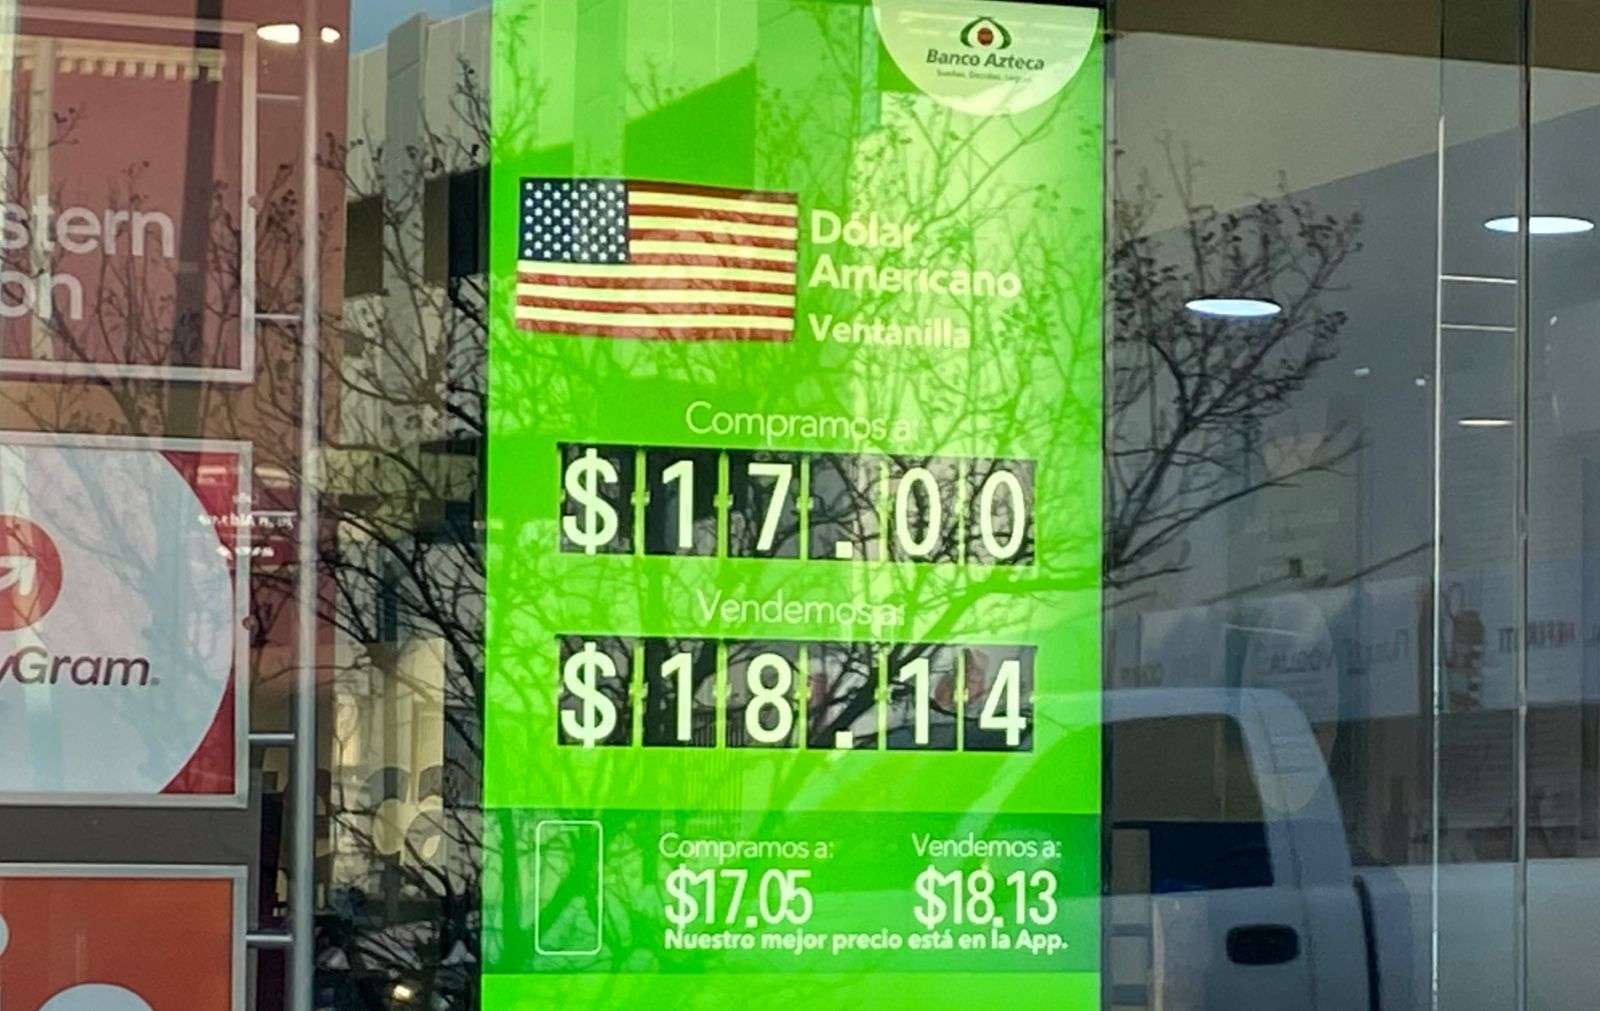 Banco Azteca
stern
on
Dólar
Americano
Ventanilla
Compramos a:
$17.00
Vendemos a:
$18.14
yGram.
Compramos a: Vendemos a:
$17.05 $18.13
Nuestro mejor precio está en la App.